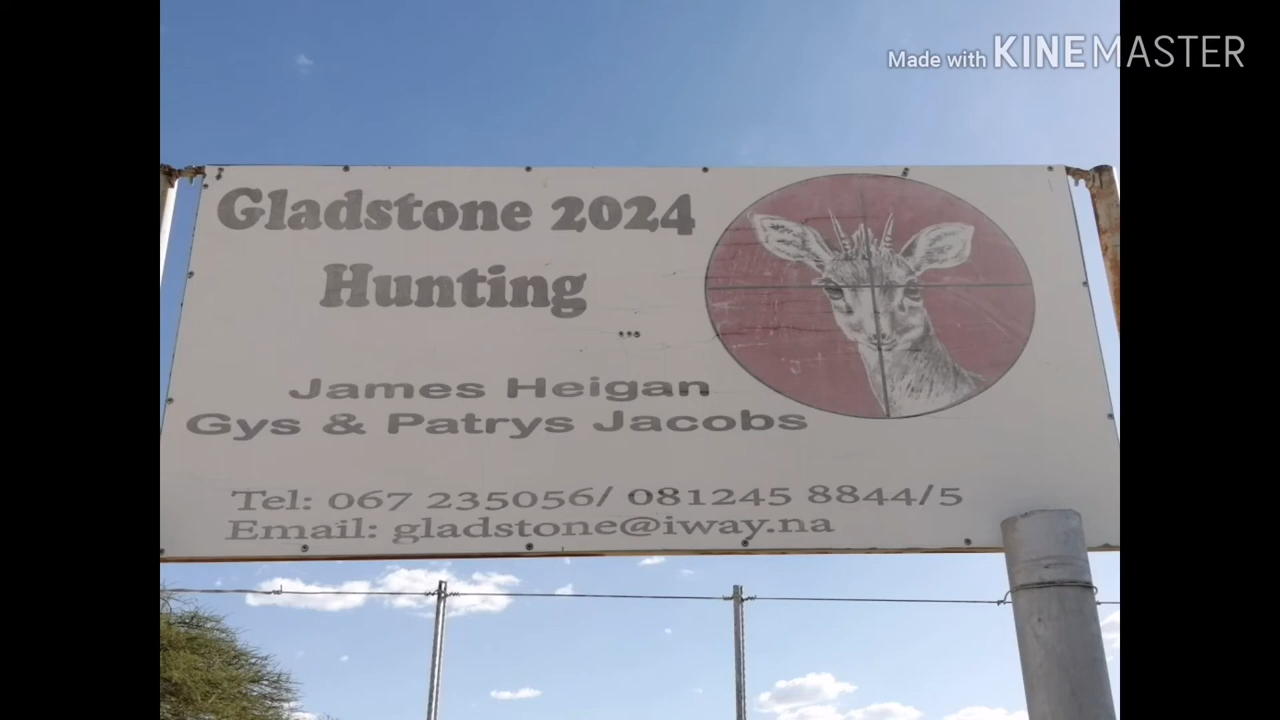 Made with KINEMASTER
Gladstone 2024
Hunting
James Heigan
Gys & Patrys Jacobs
Tel: 067 235056/ 081245 8844/5
Email: gladstone@iway.na